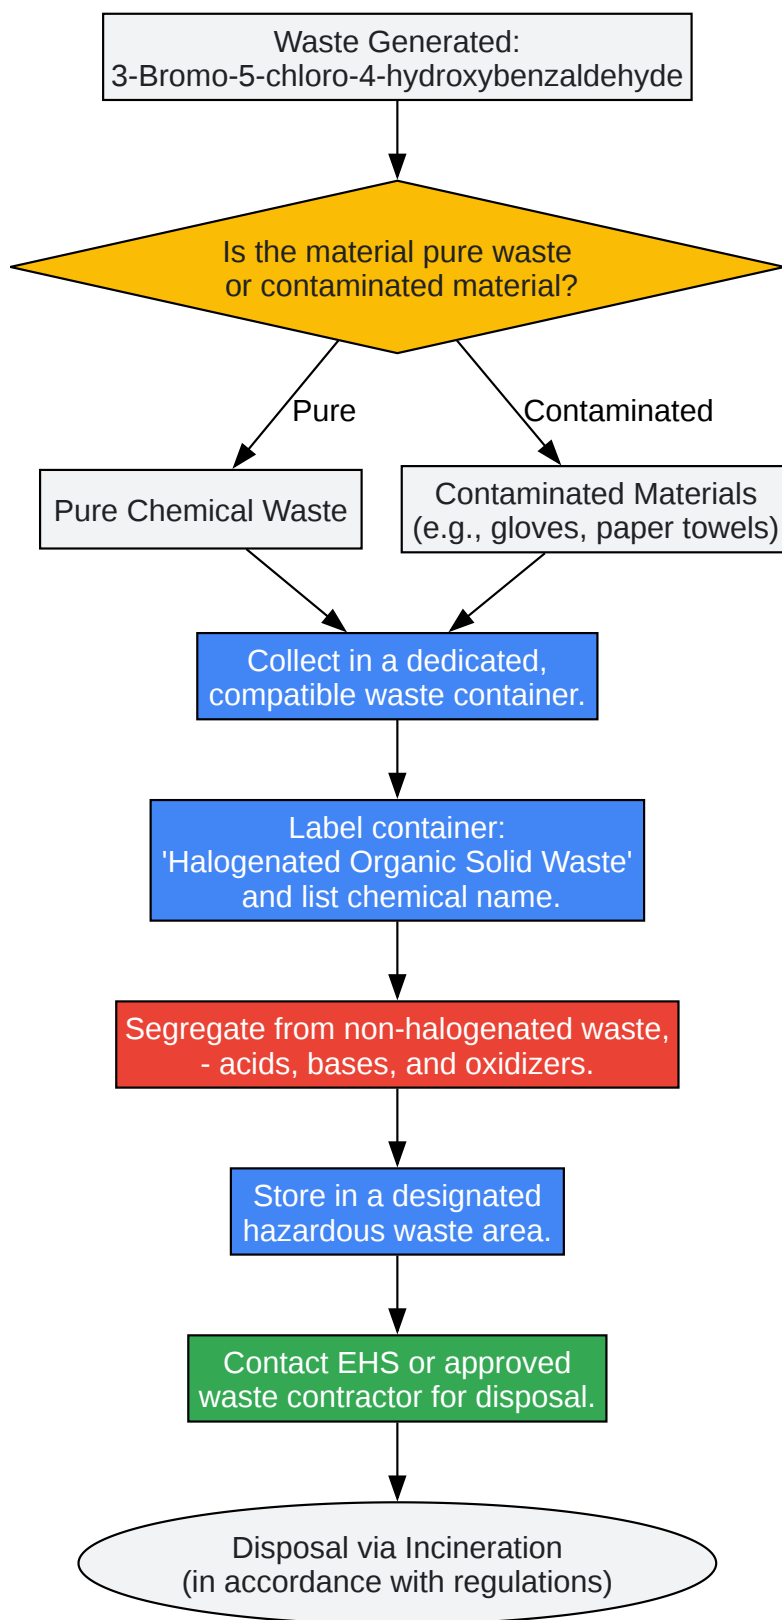 Waste Generated:
3-Bromo-5-chloro-4-hydroxybenzaldehyde
Is the material pure waste
or contaminated material?
Pure
Contaminated
Pure Chemical Waste
Contaminated Materials
(e.g., gloves, paper towels)
Collect in a dedicated,
compatible waste container.
Label container:
'Halogenated Organic Solid Waste'
and list chemical name.
Segregate from non-halogenated waste,
- acids, bases, and oxidizers.
Store in a designated
hazardous waste area.
Contact EHS or approved
waste contractor for disposal.
Disposal via Incineration
(in accordance with regulations)